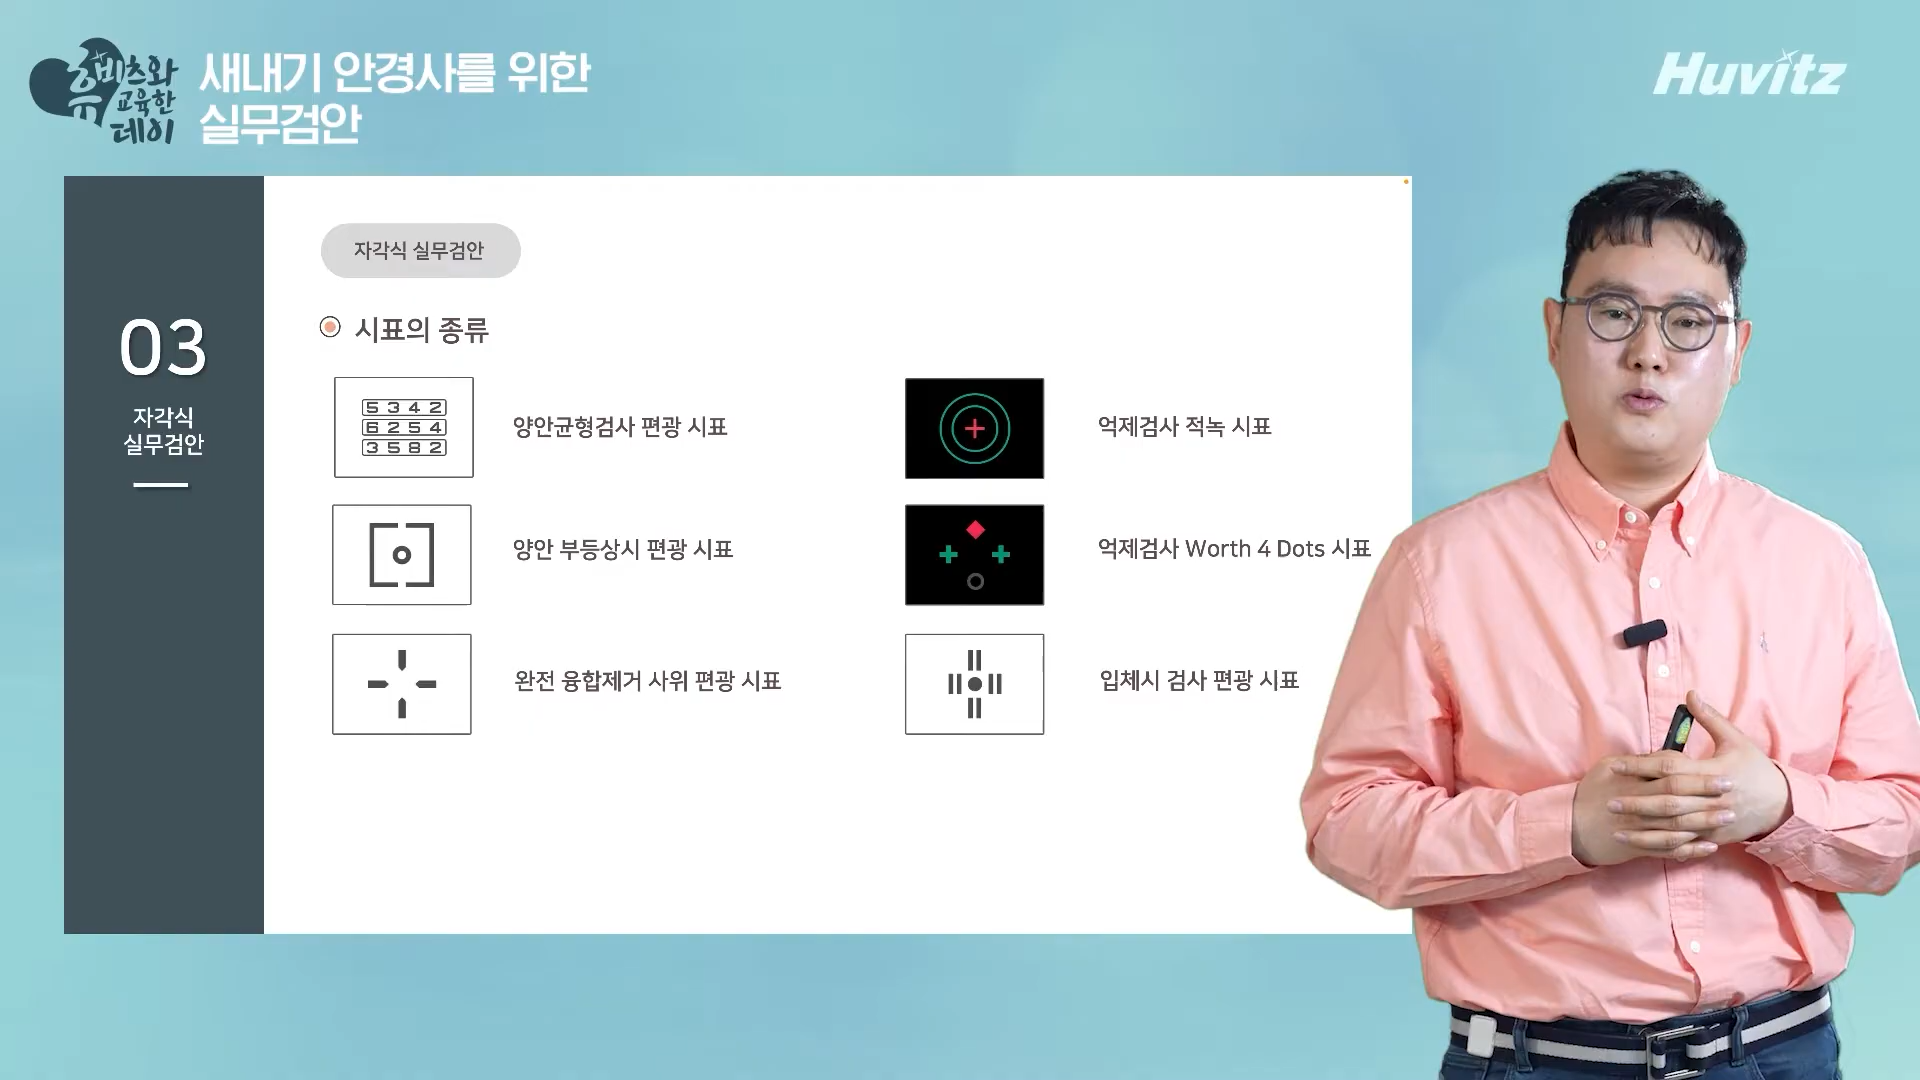 휴비츠와
교육한
데이
새내기 안경사를 위한
실무검안
Huvitz
03
자각식
실무검안
자각식 실무검안
시표의 종류
5 3 4 2
6 2 5 4
3 5 8 2
양안균형검사 편광 시표
억제검사 적녹 시표
양안 부등상시 편광 시표
억제검사 Worth 4 Dots 시표
완전 융합제거 사위 편광 시표
입체시 검사 편광 시표